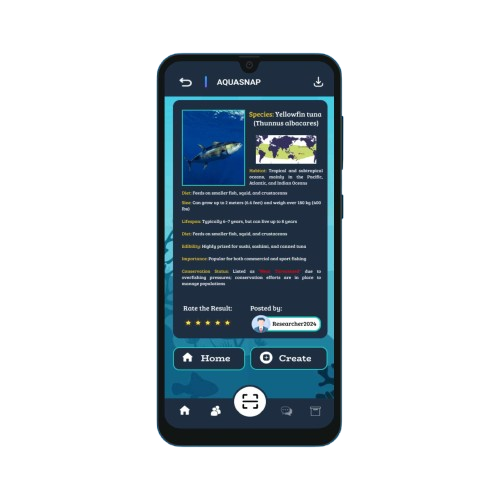 AQUASNAP
Species: Yellowfin tuna
(Thunnus albacares)
Habitat: Tropical and subtropical
oceans, mainly in the Pacific,
Atlantic, and Indian Oceans
Diet: Feeds on smaller fish, squid, and crustaceans
Size: Can grow up to 2 meters (6.6 feet) and weigh over 180 kg (400
lbs)
Lifespan: Typically 6-7 years, but can live up to 8 years
Diet: Feeds on smaller fish, squid, and crustaceans
Edibility: Highly prized for sushi, sashimi, and canned tuna
Importance: Popular for both commercial and sport fishing
Conservation Status: Listed as "Near Threatened" due to
overfishing pressures; conservation efforts are in place to
manage populations
Rate the Result:
Posted by:
Researcher2024
Home
Create